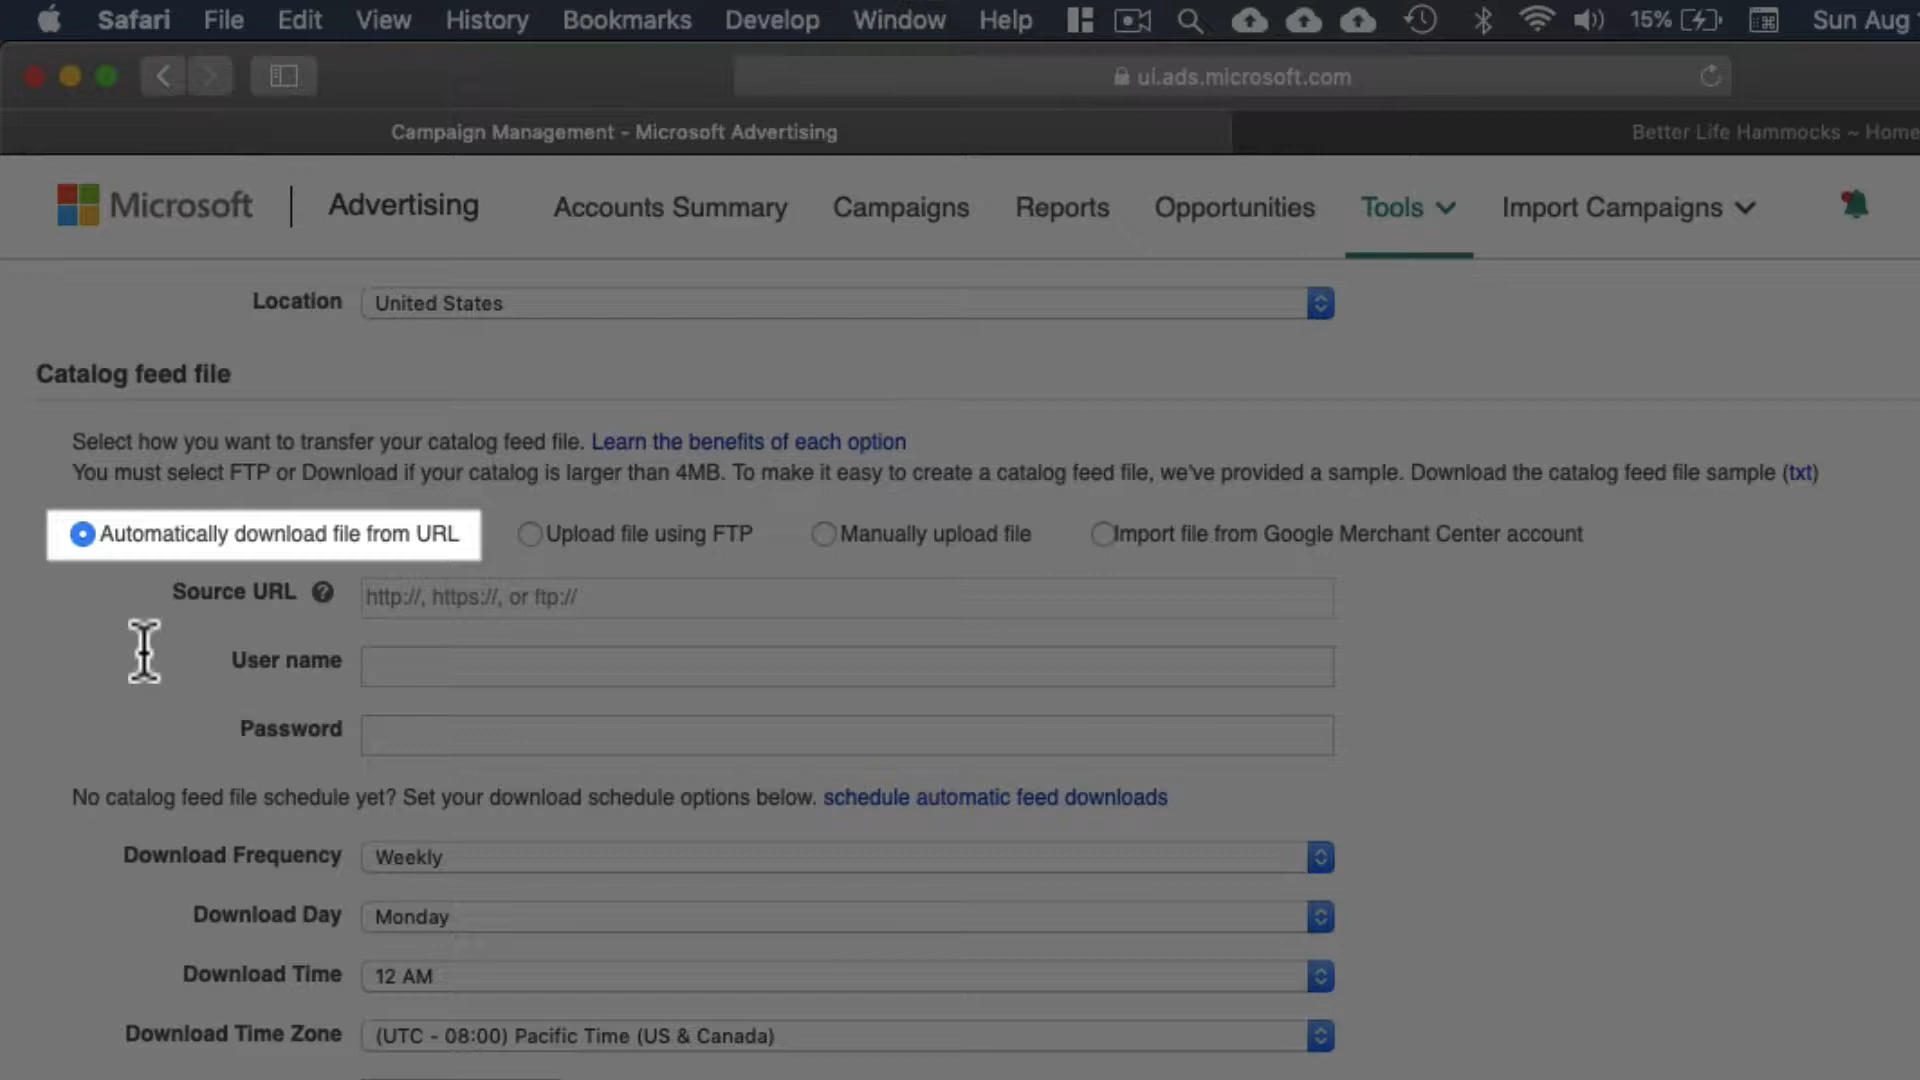 Safari File Edit View History Bookmarks Develop Window Help 15% Sun Aug
ui.ads.microsoft.com
Campaign Management - Microsoft Advertising
Better Life Hammocks ~ Home
Microsoft Advertising Accounts Summary Campaigns Reports Opportunities Tools Import Campaigns
Location United States
Catalog feed file
Select how you want to transfer your catalog feed file. Learn the benefits of each option
You must select FTP or Download if your catalog is larger than 4MB. To make it easy to create a catalog feed file, we've provided a sample. Download the catalog feed file sample (txt)
Automatically download file from URL Upload file using FTP Manually upload file Import file from Google Merchant Center account
Source URL ? http://, https://, or ftp://
User name
Password
No catalog feed file schedule yet? Set your download schedule options below. schedule automatic feed downloads
Download Frequency Weekly
Download Day Monday
Download Time 12 AM
Download Time Zone (UTC - 08:00) Pacific Time (US & Canada)